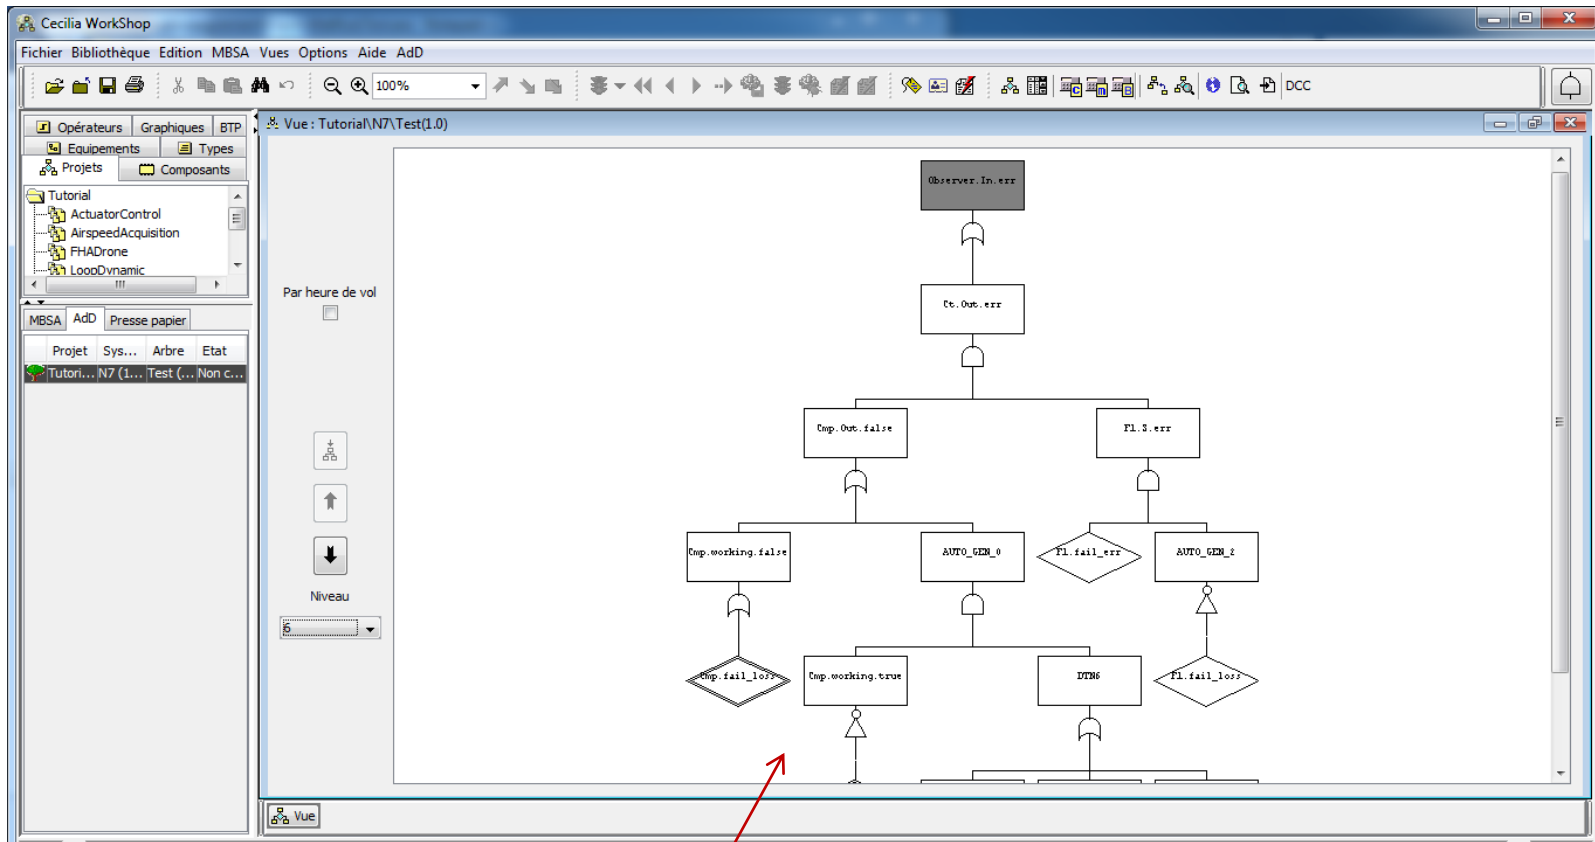 Cecilia WorkShop
Fichier Bibliothèque Edition MBSA Vues Options Aide AdD
100%
DCC
Opérateurs Graphiques BTP
Equipements Types
Projets Composants
Tutorial
ActuatorControl
AirspeedAcquisition
FHADrone
LoopDynamic
MBSA AdD Presse papier
Projet Sys... Arbre Etat
Tutori... N7 (1... Test (... Non c...
Vue : Tutorial\N7\Test(1.0)
Par heure de vol
Niveau
6
Observer.In.err
Ct.Out.err
Cmp.Out.false
Fl.S.err
Cmp.working.false
AUTO_GEN_0
Fl.fail_err
AUTO_GEN_2
Cmp.fail_loss
Cmp.working.true
DTN6
Fl.fail_loss
Vue